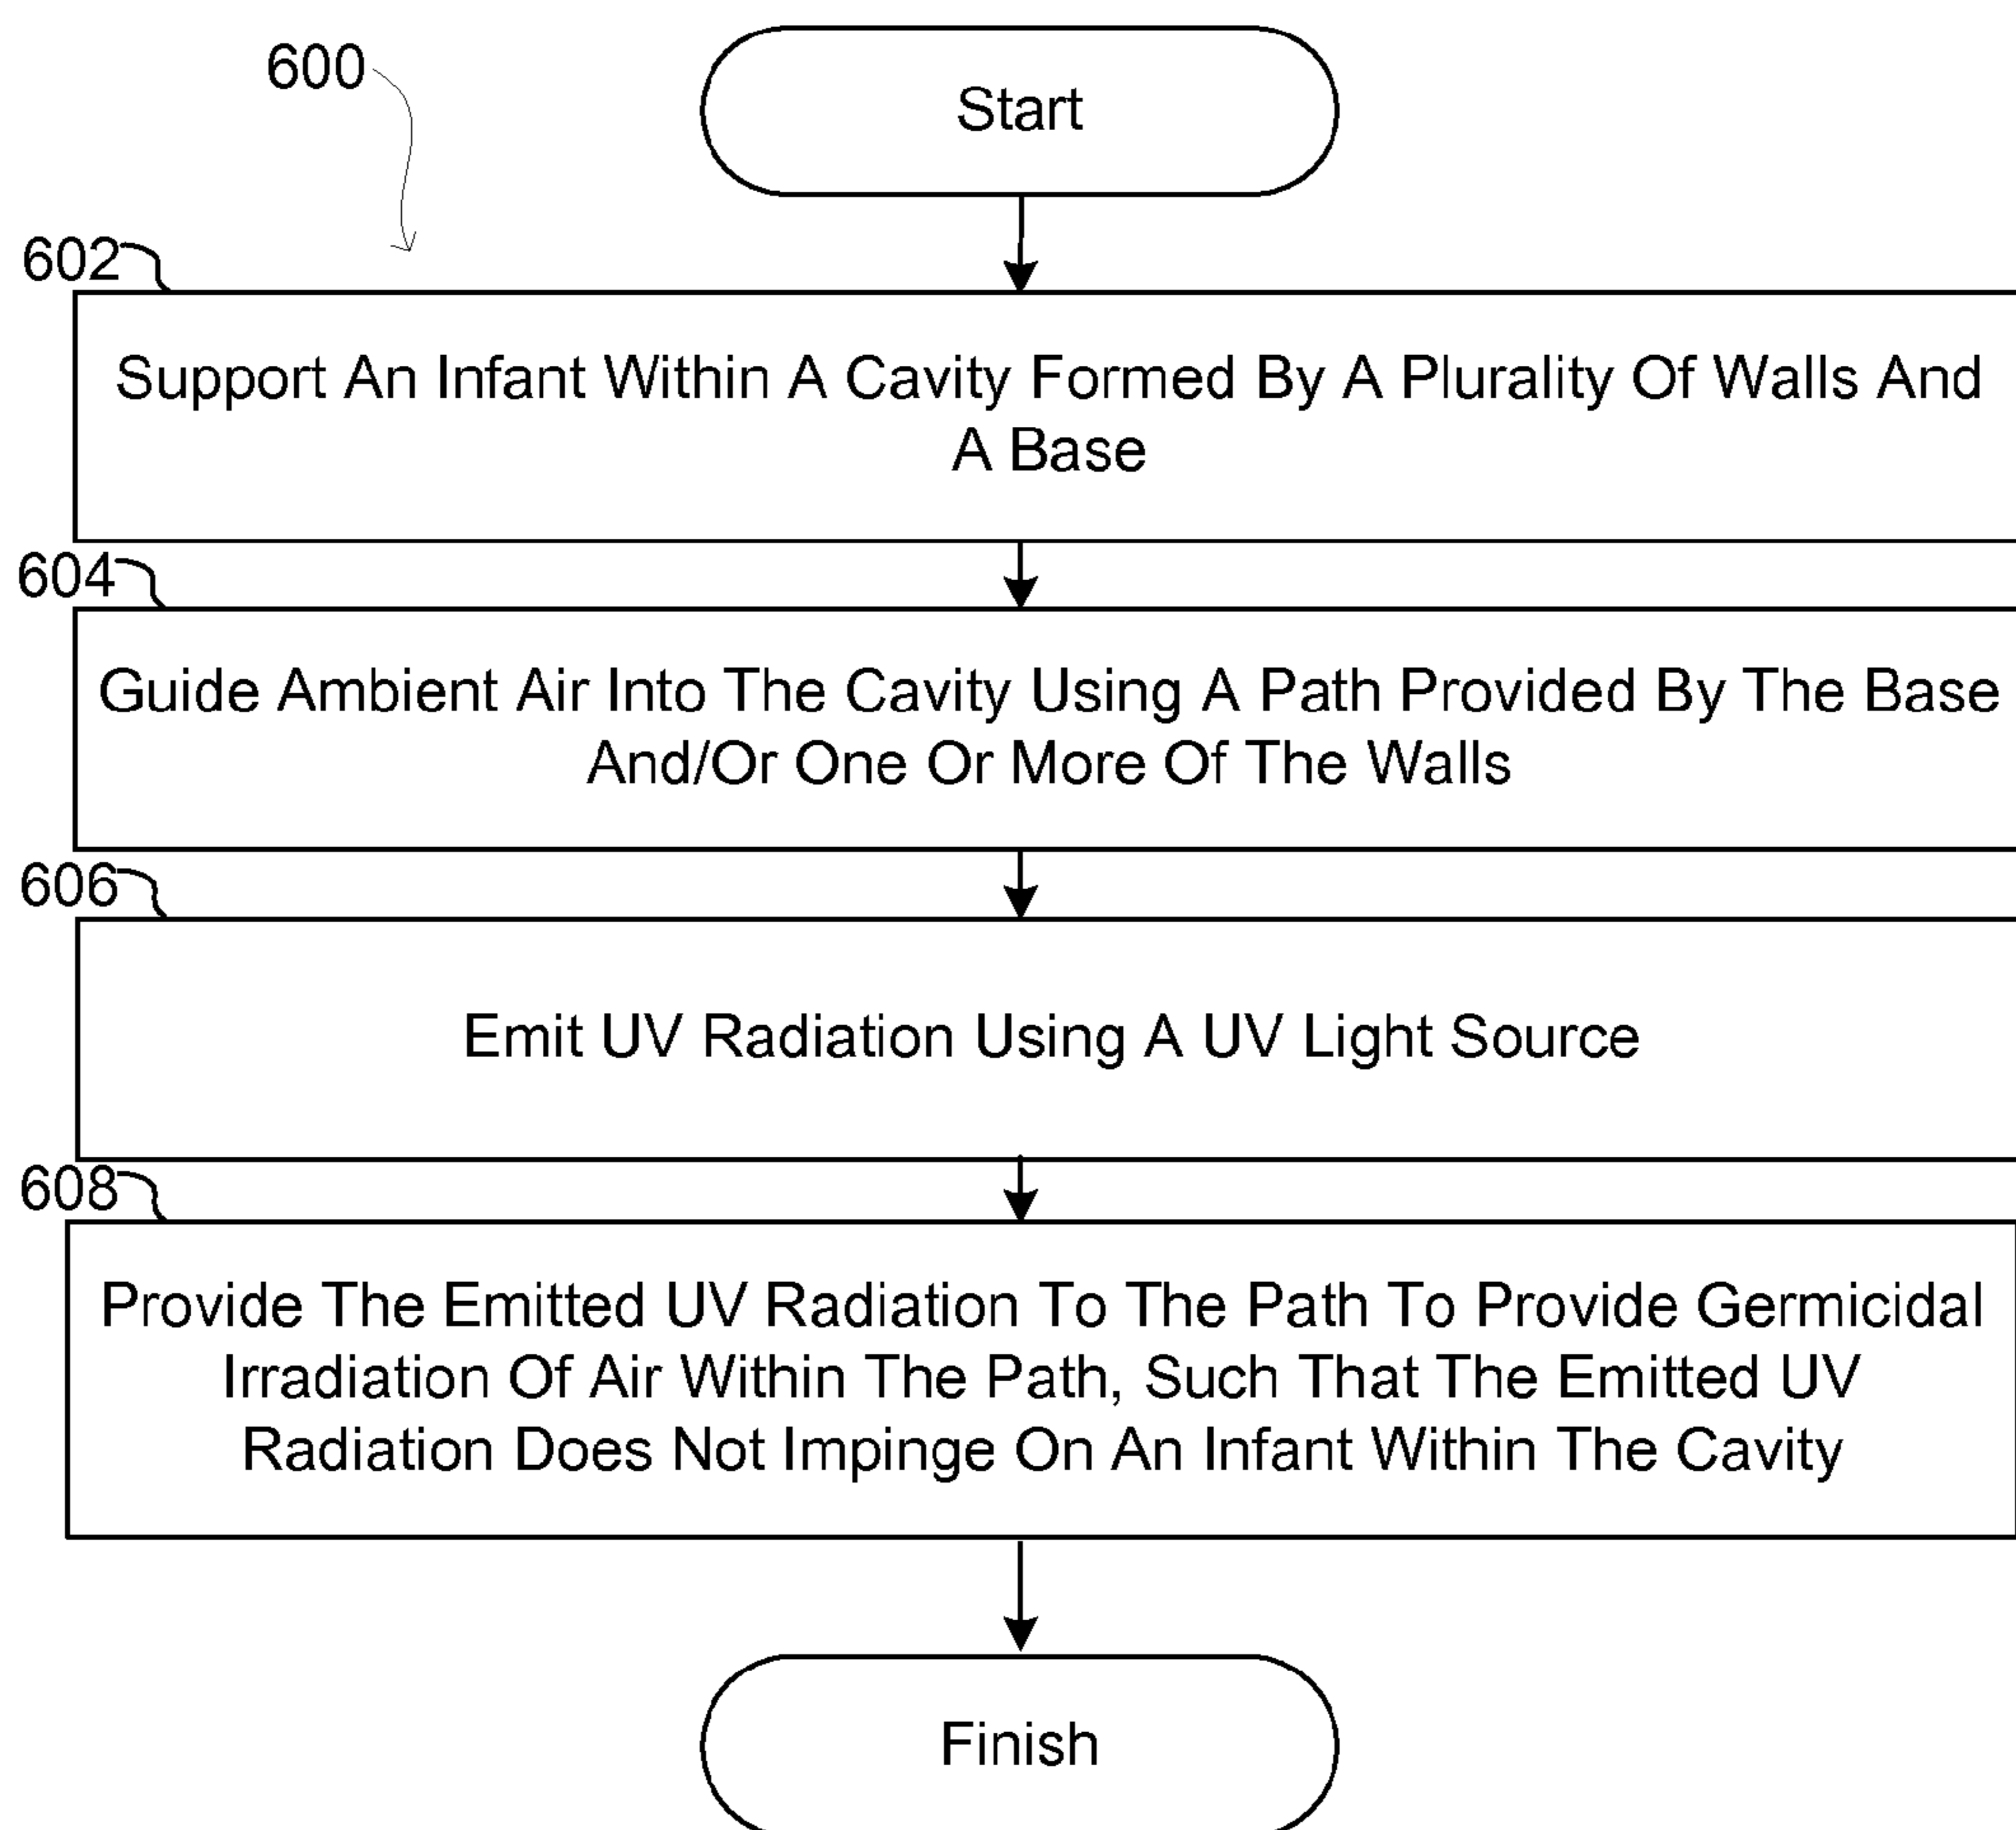 600
Start
602
Support An Infant Within A Cavity Formed By A Plurality Of Walls And
A Base
604
Guide Ambient Air Into The Cavity Using A Path Provided By The Base
And/Or One Or More Of The Walls
606
Emit UV Radiation Using A UV Light Source
608
Provide The Emitted UV Radiation To The Path To Provide Germicidal
Irradiation Of Air Within The Path, Such That The Emitted UV
Radiation Does Not Impinge On An Infant Within The Cavity
Finish